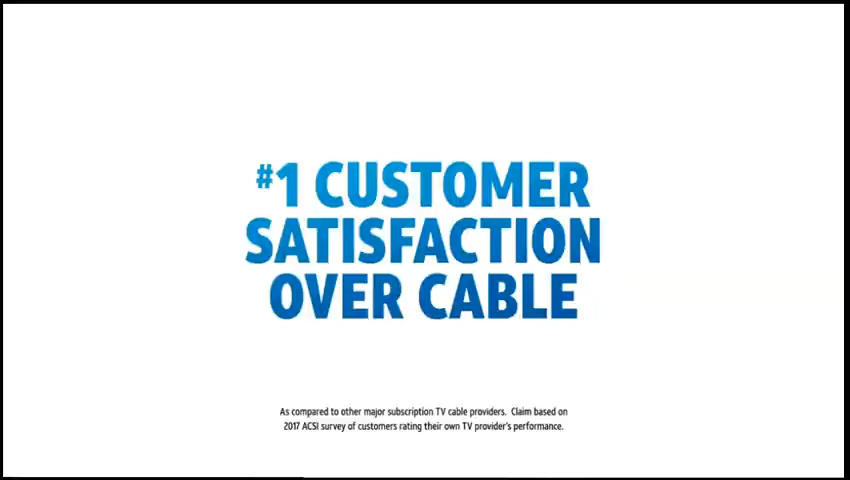 #1 CUSTOMER
SATISFACTION
OVER CABLE
As compared to other major subscription TV cable providers. Claim based on
2017 ACSI survey of customers rating their own TV provider's performance.